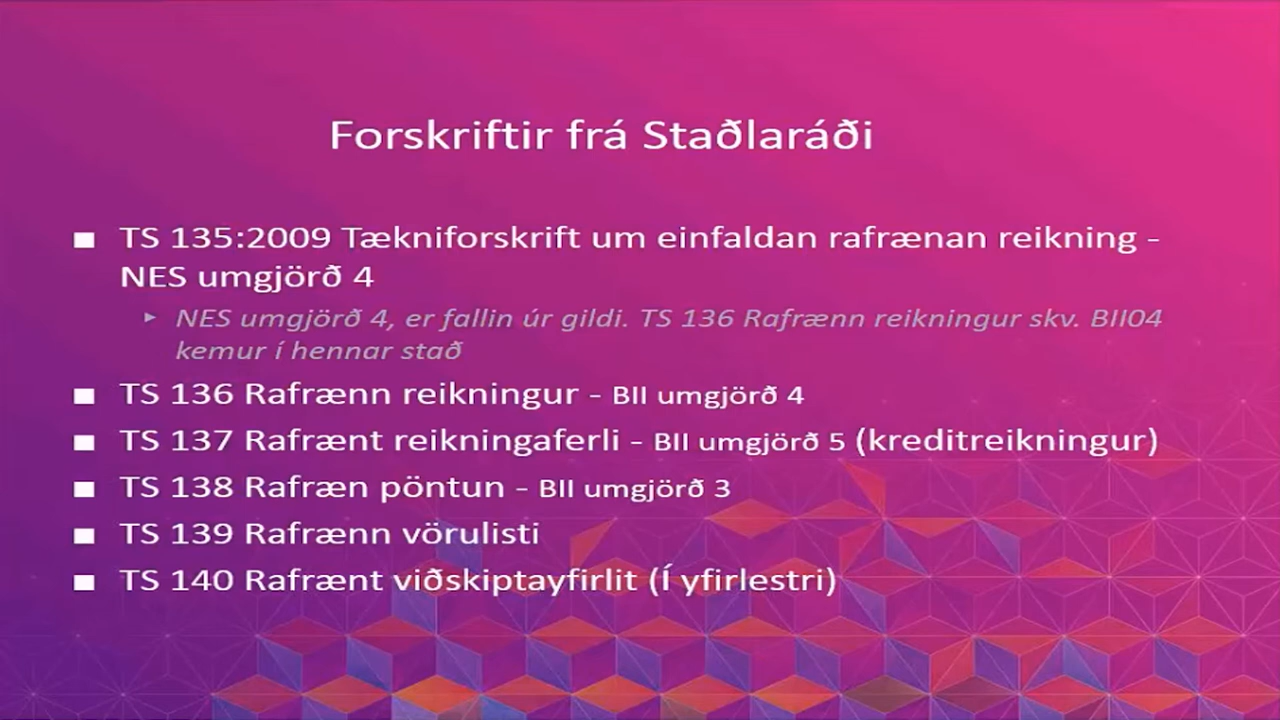 Forskriftir frá Staðlaráði
■ TS 135:2009 Tækniforskrift um einfaldan rafrænan reikning -
NES umgjörð 4
▸ NES umgjörð 4, er fallin úr gildi. TS 136 Rafrænn reikningur skv. BII04
kemur í hennar stað
■ TS 136 Rafrænn reikningur - BII umgjörð 4
■ TS 137 Rafrænt reikningaferli - BII umgjörð 5 (kreditreikningur)
■ TS 138 Rafræn pöntun - BII umgjörð 3
■ TS 139 Rafrænn vörulisti
■ TS 140 Rafrænt viðskiptayfirlit (Í yfirlestri)